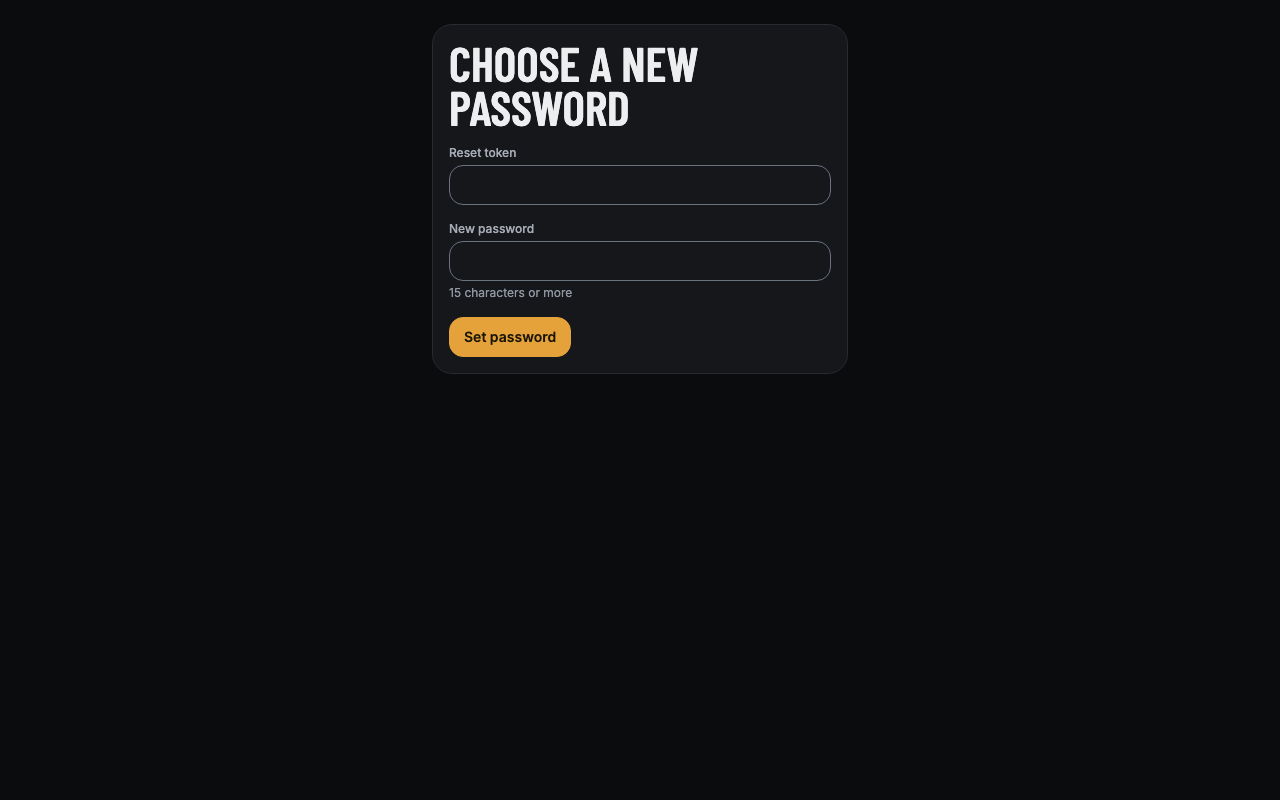 CHOOSE A NEW
PASSWORD
Reset token
New password
15 characters or more
Set password